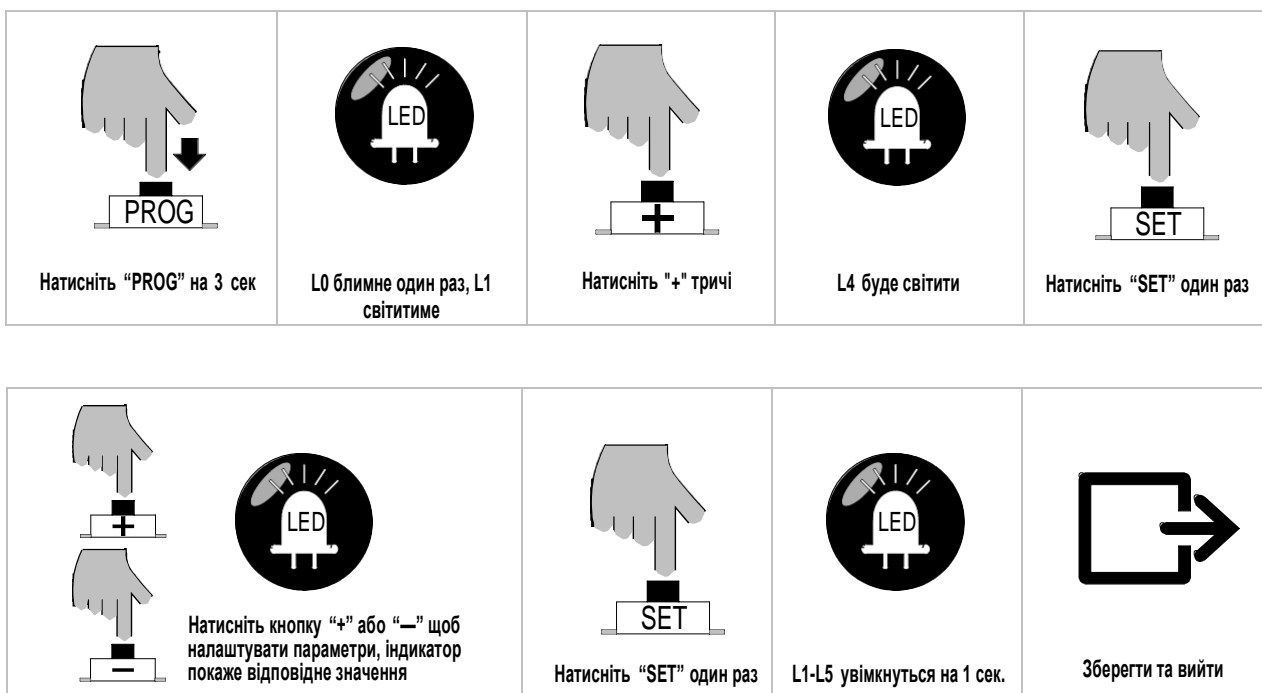 PROG
Натисніть “PROG” на 3 сек
LED
L0 блимне один раз, L1
світитиме
+
Натисніть "+" тричі
LED
L4 буде світити
SET
Натисніть “SET” один раз
+
−
LED
Натисніть кнопку “+” або “—” щоб
налаштувати параметри, індикатор
покаже відповідне значення
SET
Натисніть “SET” один раз
LED
L1-L5 увімкнуться на 1 сек.
Зберегти та вийти